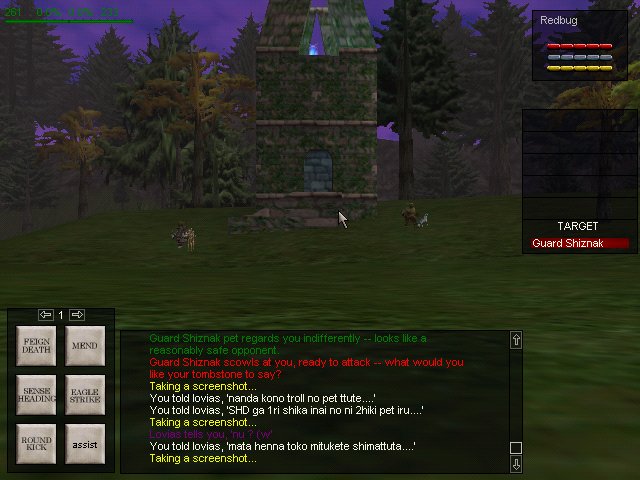 Redbug
TARGET
Guard Shiznak
1
FEIGN
DEATH
MEND
SENSE
HEADING
EAGLE
STRIKE
ROUND
KICK
assist
Guard Shiznak pet regards you indifferently -- looks like a
reasonably safe opponent.
Guard Shiznak scowls at you, ready to attack -- what would you
like your tombstone to say?
Taking a screenshot...
You told lovias, 'nanda kono troll no pet ttute....'
You told lovias, 'SHD ga 1ri shika inai no ni 2hiki pet iru....'
Taking a screenshot...
Lovias tells you, 'nu ? (w'
You told lovias, 'mata henna toko mitukete shimattuta....'
Taking a screenshot...